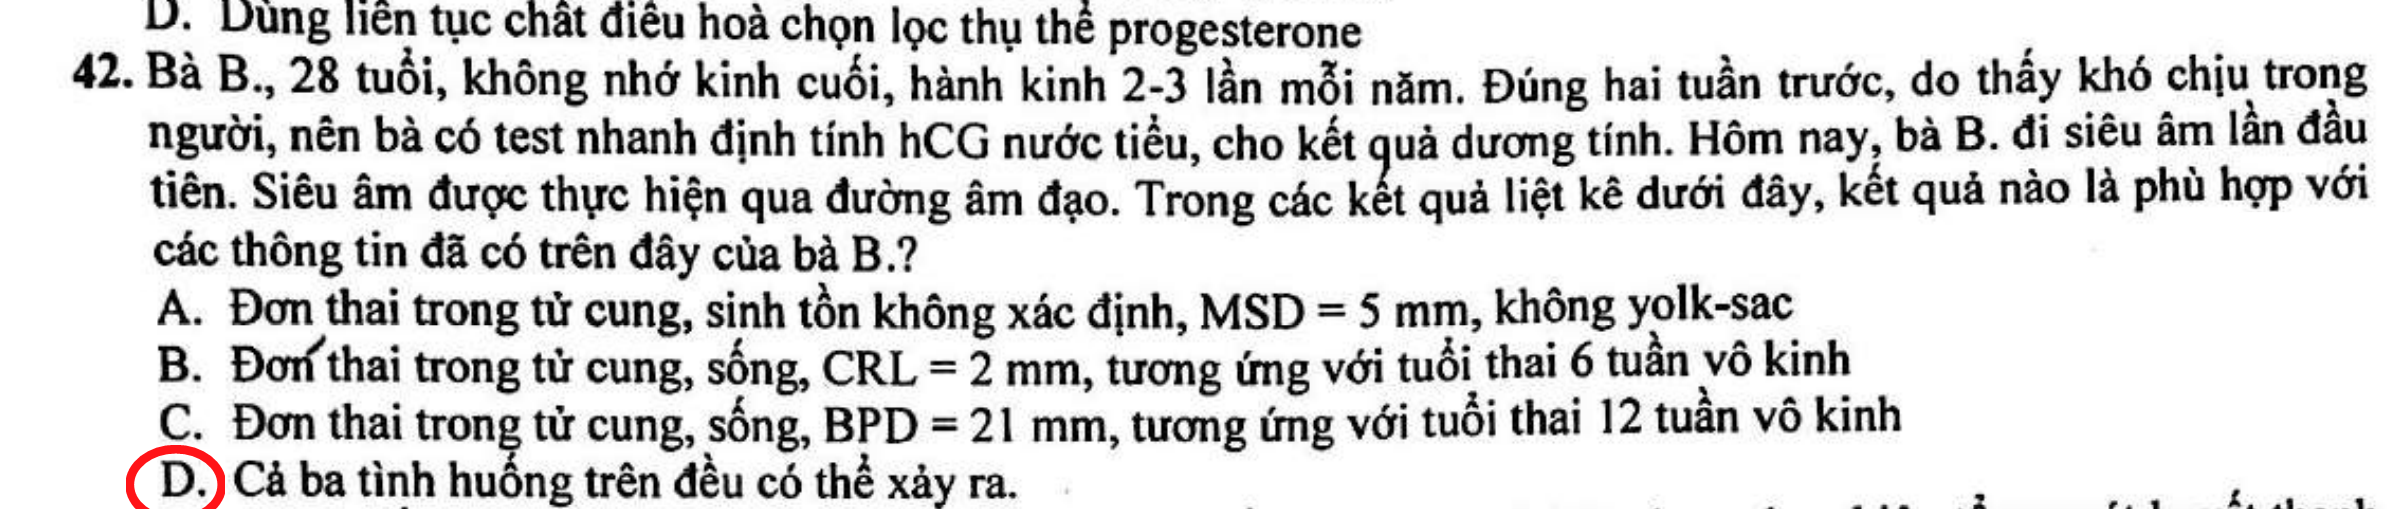 D. Dùng liên tục chất điều hoà chọn lọc thụ thể progesterone
42. Bà B., 28 tuổi, không nhớ kinh cuối, hành kinh 2-3 lần mỗi năm. Đúng hai tuần trước, do thấy khó chịu trong
người, nên bà có test nhanh định tính hCG nước tiểu, cho kết quả dương tính. Hôm nay, bà B. đi siêu âm lần đầu
tiên. Siêu âm được thực hiện qua đường âm đạo. Trong các kết quả liệt kê dưới đây, kết quả nào là phù hợp với
các thông tin đã có trên đây của bà B.?
A. Đơn thai trong tử cung, sinh tồn không xác định, MSD = 5 mm, không yolk-sac
B. Đơn thai trong tử cung, sống, CRL = 2 mm, tương ứng với tuổi thai 6 tuần vô kinh
C. Đơn thai trong tử cung, sống, BPD = 21 mm, tương ứng với tuổi thai 12 tuần vô kinh
D. Cả ba tình huống trên đều có thể xảy ra.